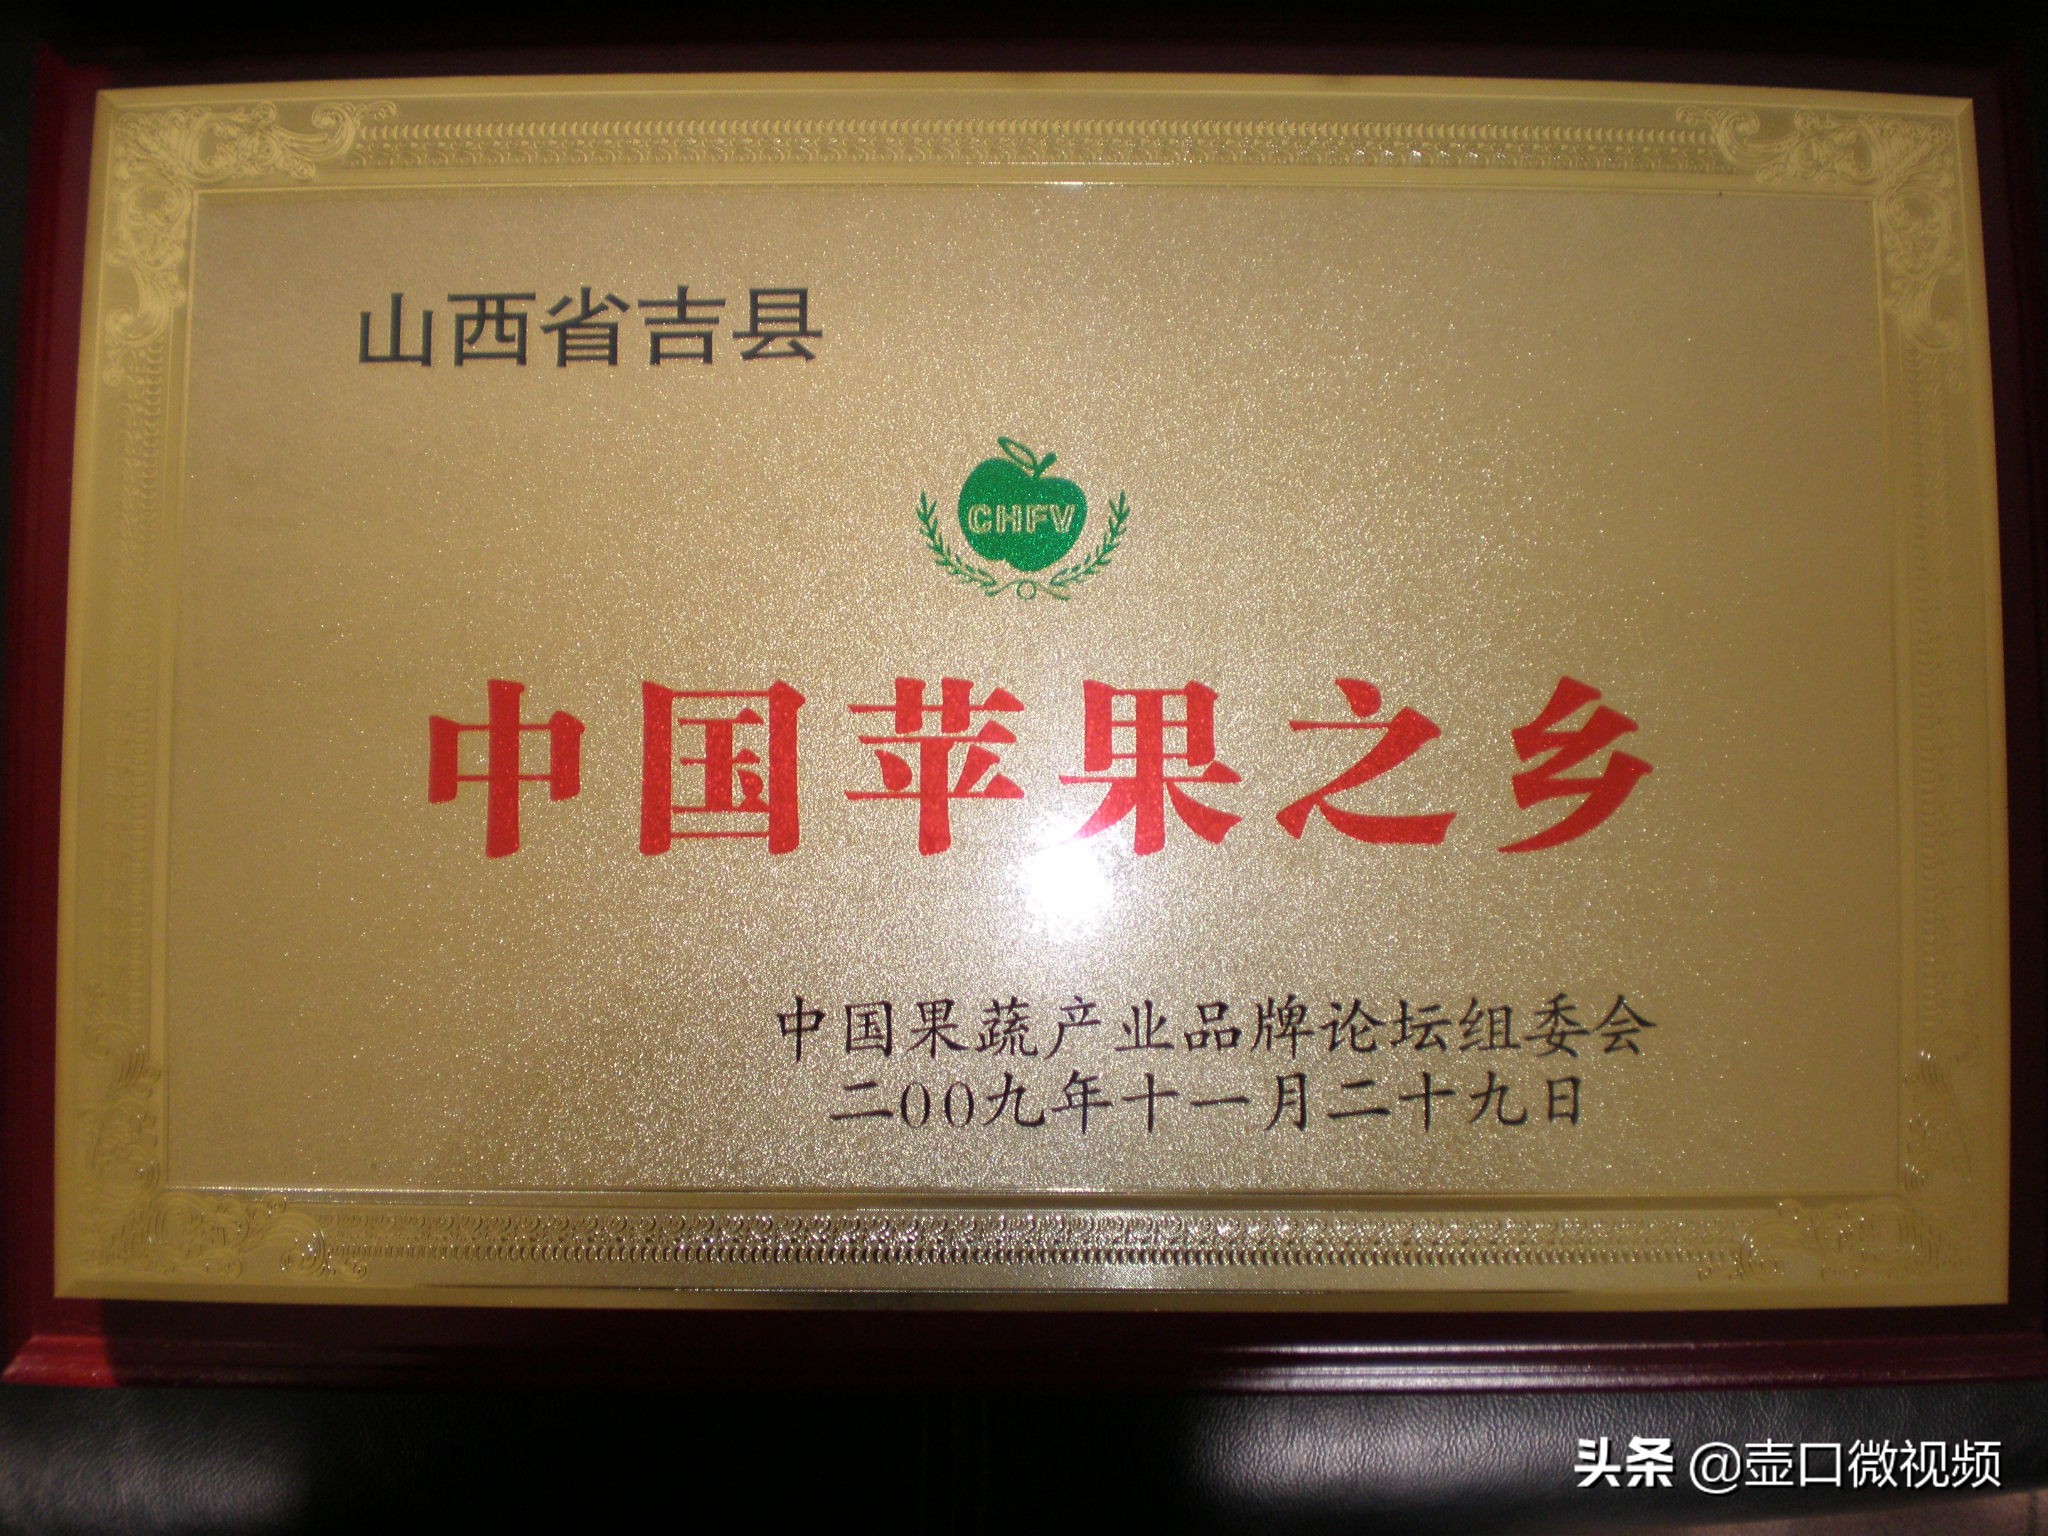 山西省吉县
CHFV
中国苹果之乡
中国果蔬产业品牌论坛组委会
二00九年十一月二十九日
头条 @壶口微视频